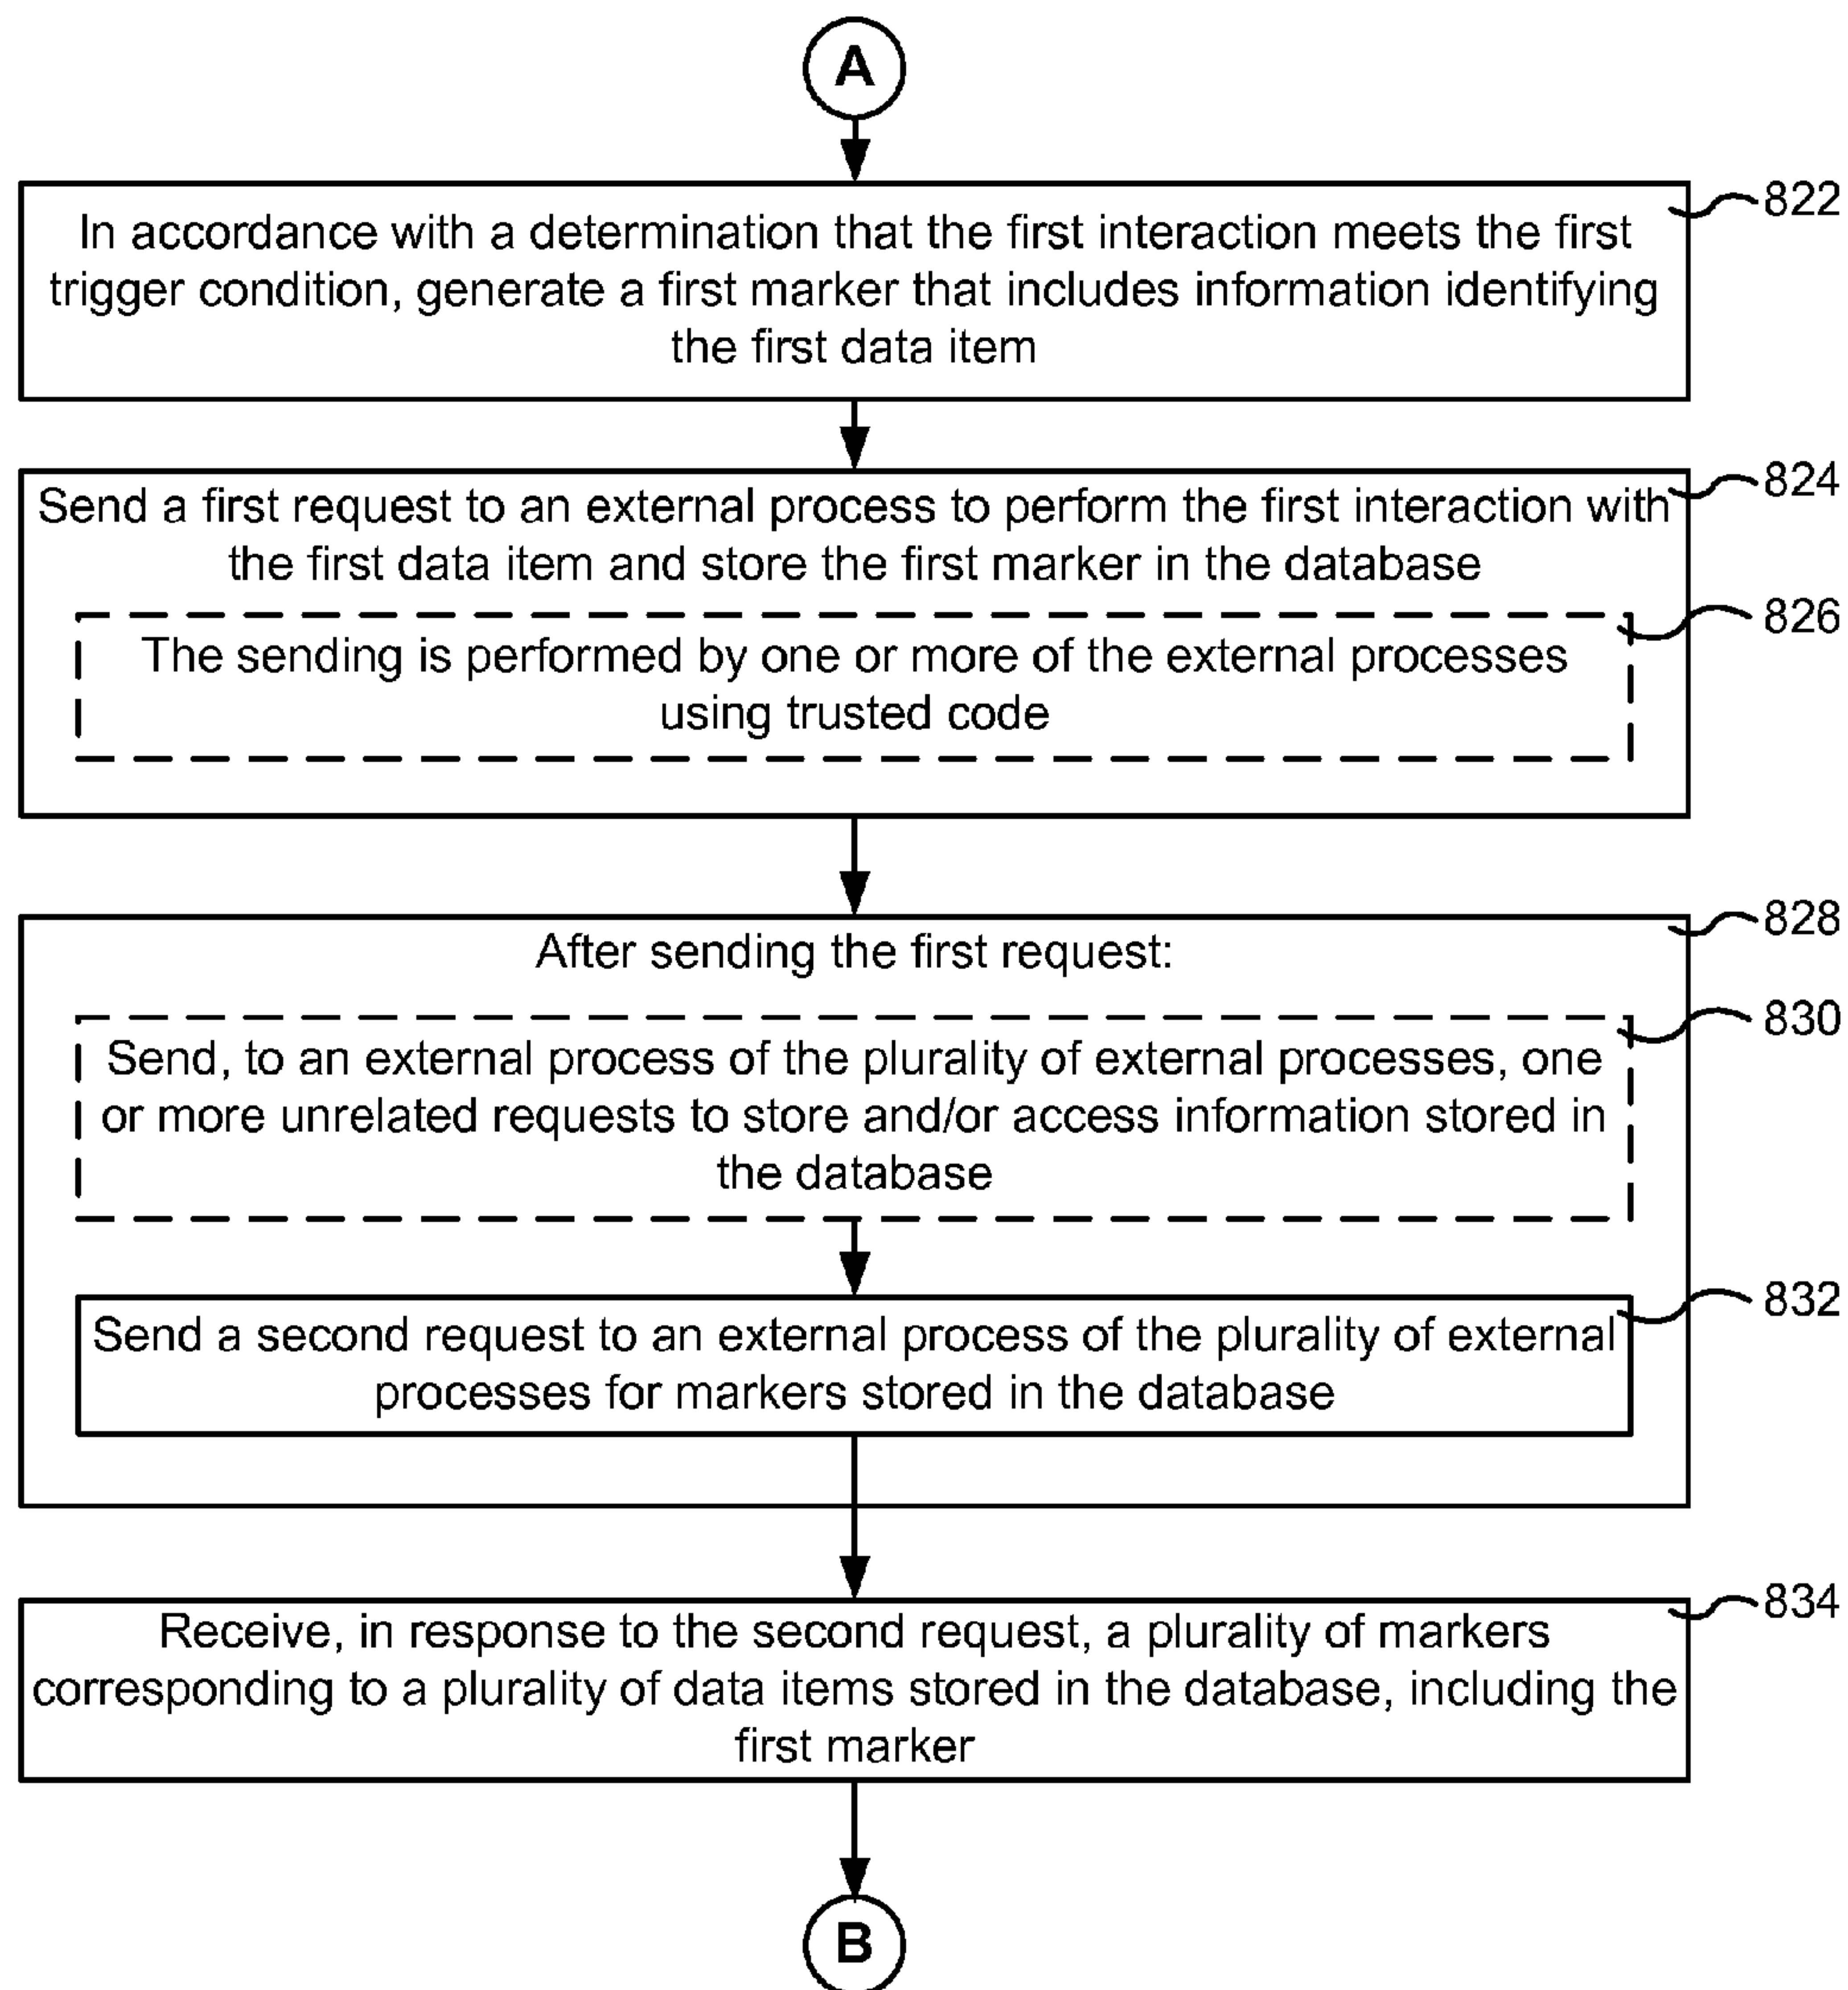 A
822
In accordance with a determination that the first interaction meets the first
trigger condition, generate a first marker that includes information identifying
the first data item
824
Send a first request to an external process to perform the first interaction with
the first data item and store the first marker in the database
826
The sending is performed by one or more of the external processes
using trusted code
828
After sending the first request:
830
Send, to an external process of the plurality of external processes, one
or more unrelated requests to store and/or access information stored in
the database
832
Send a second request to an external process of the plurality of external
processes for markers stored in the database
834
Receive, in response to the second request, a plurality of markers
corresponding to a plurality of data items stored in the database, including the
first marker
B